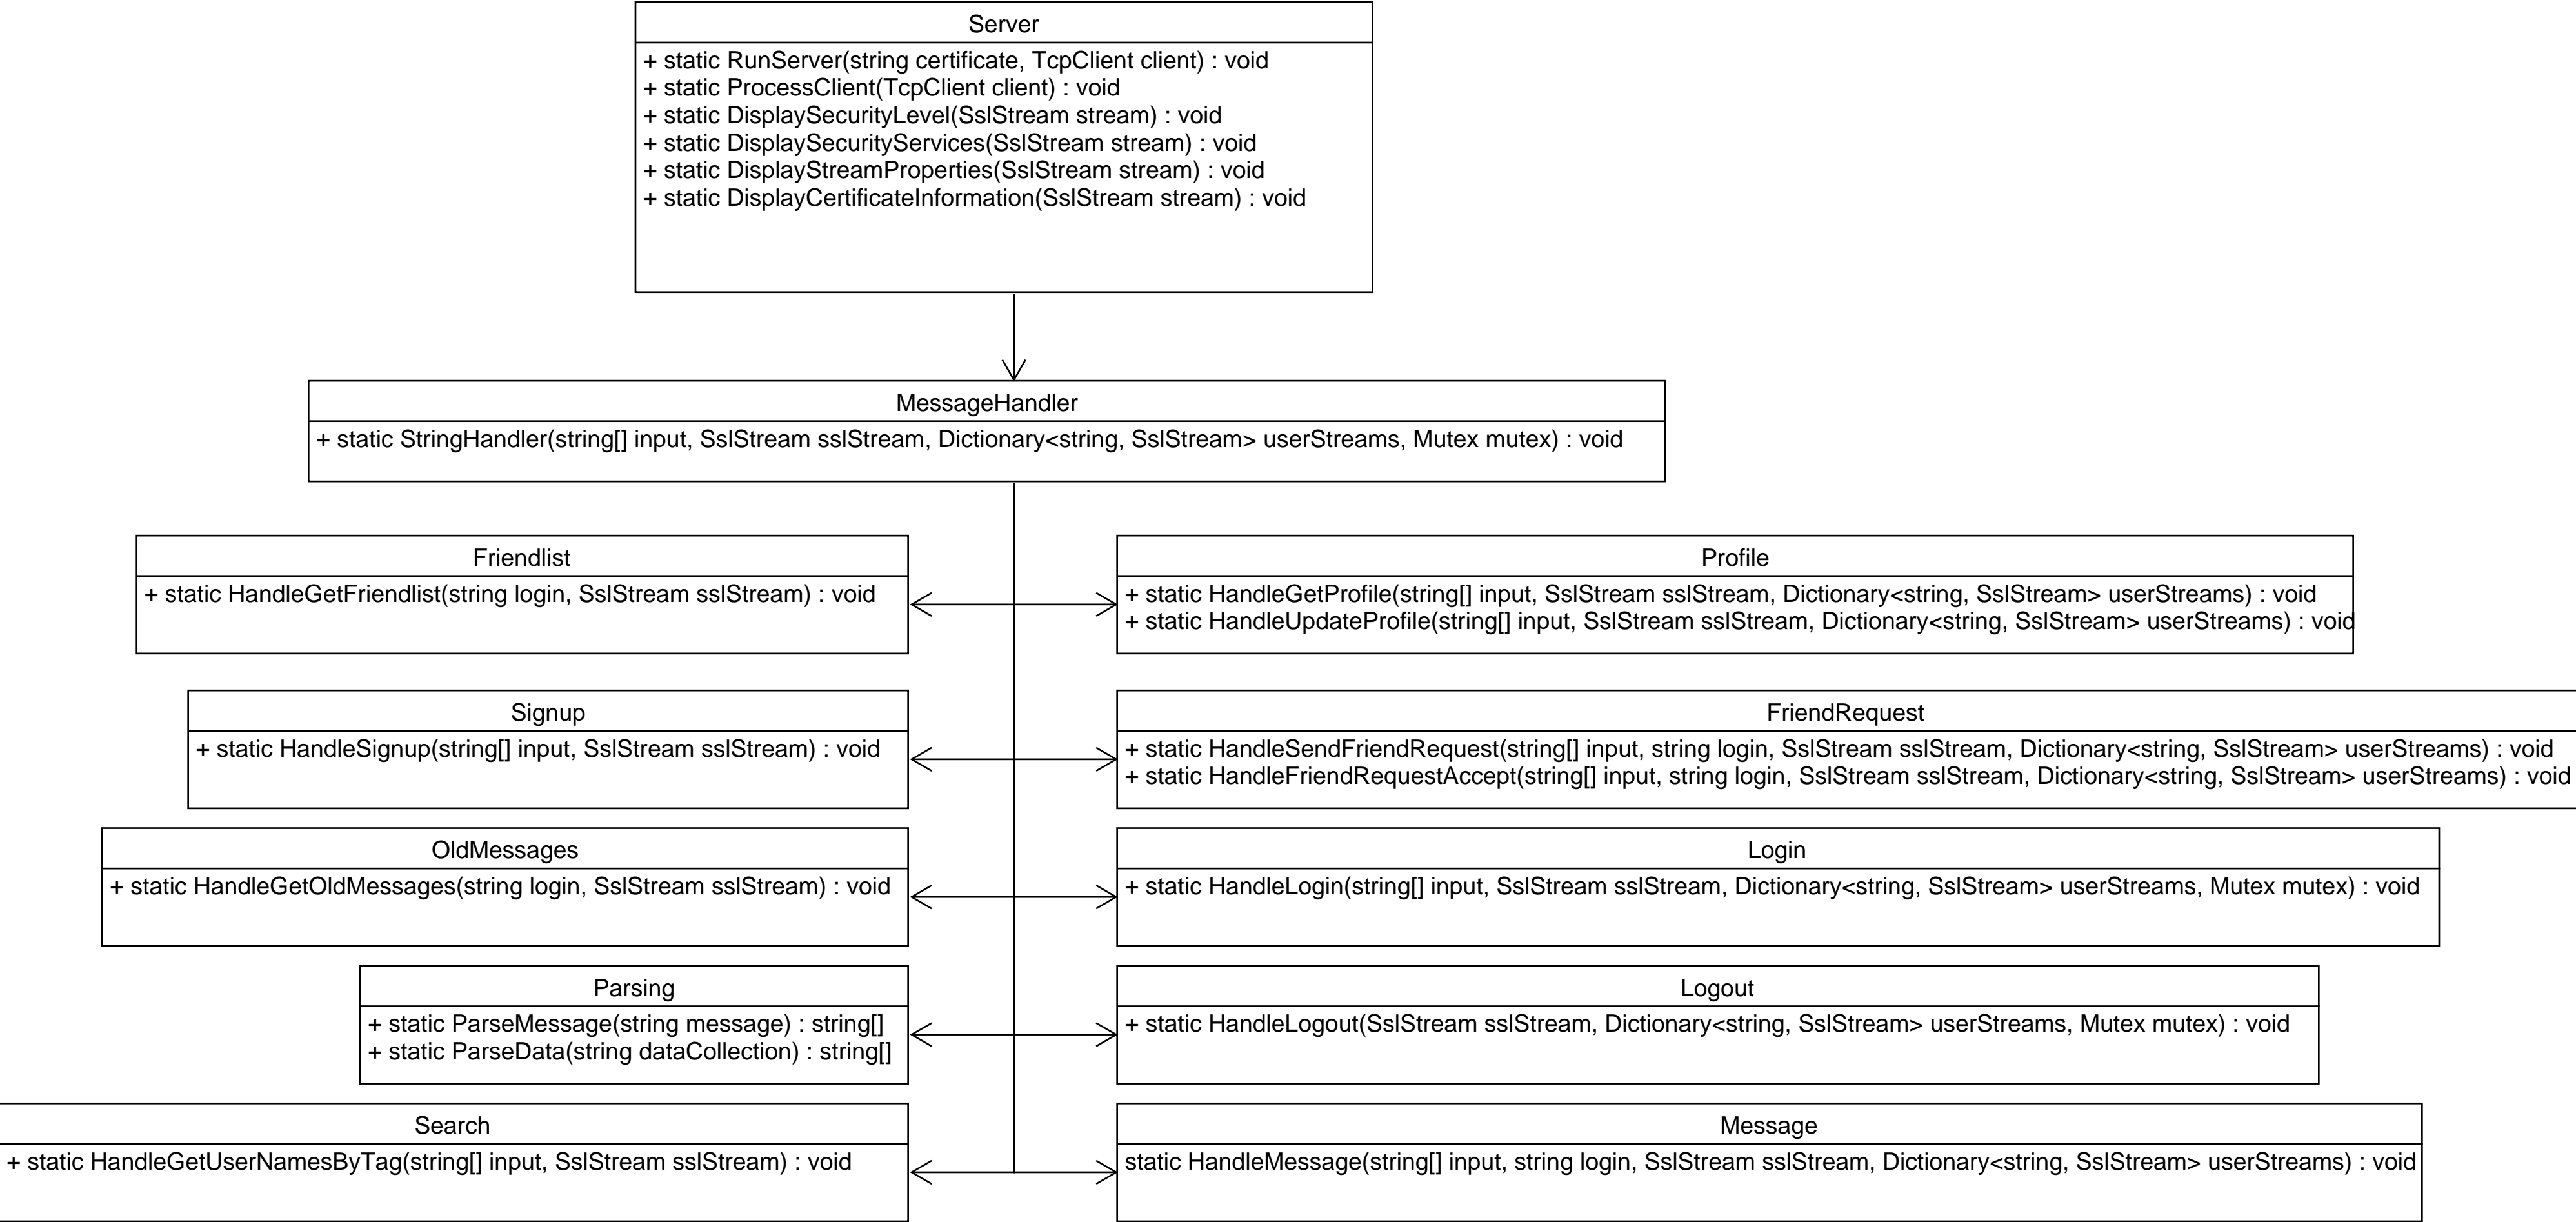 Server
+ static RunServer(string certificate, TcpClient client) : void
+ static ProcessClient(TcpClient client) : void
+ static DisplaySecurityLevel(SslStream stream) : void
+ static DisplaySecurityServices(SslStream stream) : void
+ static DisplayStreamProperties(SslStream stream) : void
+ static DisplayCertificateInformation(SslStream stream) : void
MessageHandler
+ static StringHandler(string[] input, SslStream sslStream, Dictionary<string, SslStream> userStreams, Mutex mutex) : void
Friendlist
+ static HandleGetFriendlist(string login, SslStream sslStream) : void
Profile
+ static HandleGetProfile(string[] input, SslStream sslStream, Dictionary<string, SslStream> userStreams) : void
+ static HandleUpdateProfile(string[] input, SslStream sslStream, Dictionary<string, SslStream> userStreams) : void
Signup
+ static HandleSignup(string[] input, SslStream sslStream) : void
FriendRequest
+ static HandleSendFriendRequest(string[] input, string login, SslStream sslStream, Dictionary<string, SslStream> userStreams) : void
+ static HandleFriendRequestAccept(string[] input, string login, SslStream sslStream, Dictionary<string, SslStream> userStreams) : void
OldMessages
+ static HandleGetOldMessages(string login, SslStream sslStream) : void
Login
+ static HandleLogin(string[] input, SslStream sslStream, Dictionary<string, SslStream> userStreams, Mutex mutex) : void
Parsing
+ static ParseMessage(string message) : string[]
+ static ParseData(string dataCollection) : string[]
Logout
+ static HandleLogout(SslStream sslStream, Dictionary<string, SslStream> userStreams, Mutex mutex) : void
Search
+ static HandleGetUserNamesByTag(string[] input, SslStream sslStream) : void
Message
static HandleMessage(string[] input, string login, SslStream sslStream, Dictionary<string, SslStream> userStreams) : void